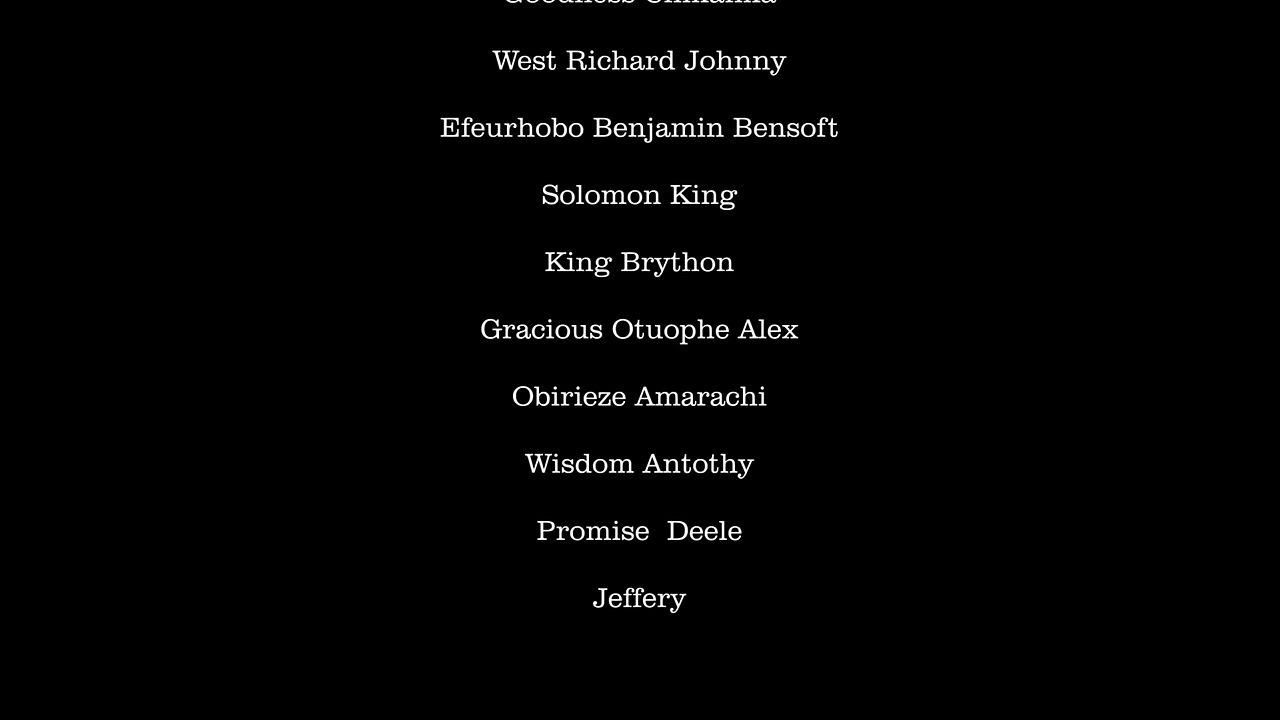 West Richard Johnny
Efeurhobo Benjamin Bensoft
Solomon King
King Brython
Gracious Otuophe Alex
Obirieze Amarachi
Wisdom Antothy
Promise  Deele
Jeffery